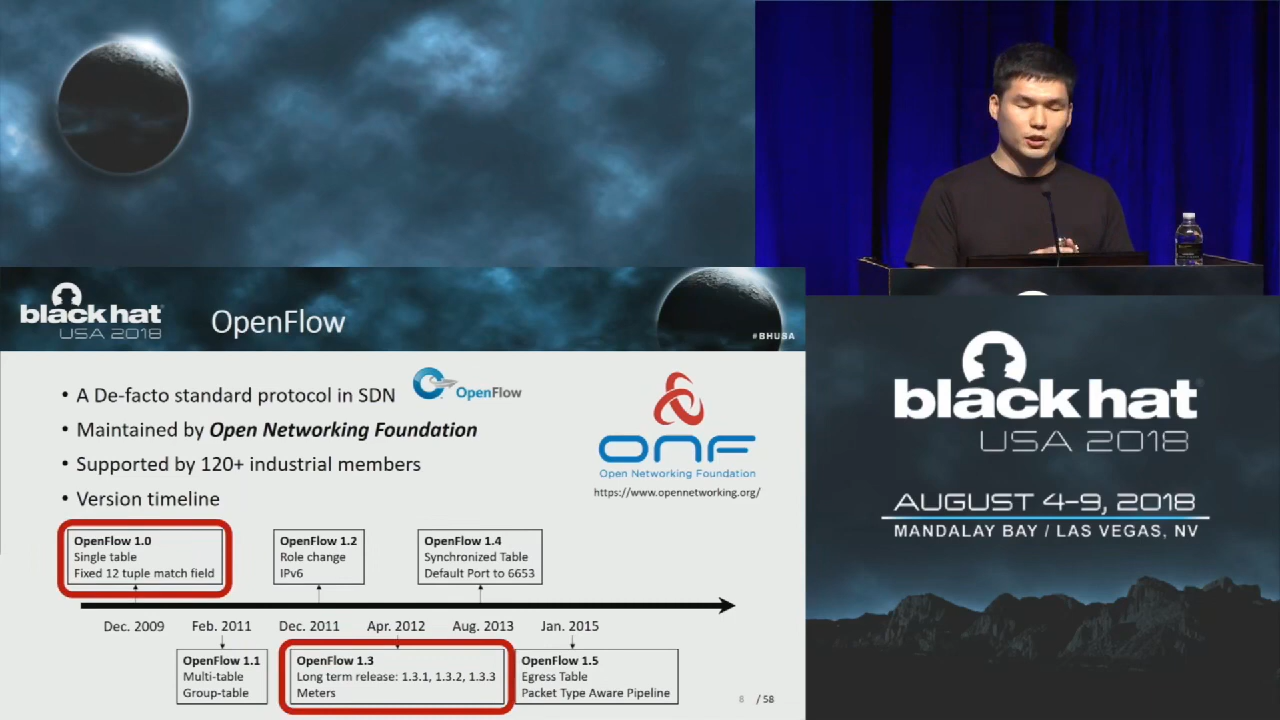 black hat
USA 2018
OpenFlow
#BHUSA
• A De-facto standard protocol in SDN
OpenFlow
• Maintained by Open Networking Foundation
• Supported by 120+ industrial members
• Version timeline
ONF
Open Networking Foundation
https://www.opennetworking.org/
OpenFlow 1.0
Single table
Fixed 12 tuple match field
OpenFlow 1.2
Role change
IPv6
OpenFlow 1.4
Synchronized Table
Default Port to 6653
Dec. 2009
Feb. 2011
Dec. 2011
Apr. 2012
Aug. 2013
Jan. 2015
OpenFlow 1.1
Multi-table
Group-table
OpenFlow 1.3
Long term release: 1.3.1, 1.3.2, 1.3.3
Meters
OpenFlow 1.5
Egress Table
Packet Type Aware Pipeline
8 / 58
black hat
USA 2018
AUGUST 4-9, 2018
MANDALAY BAY / LAS VEGAS, NV